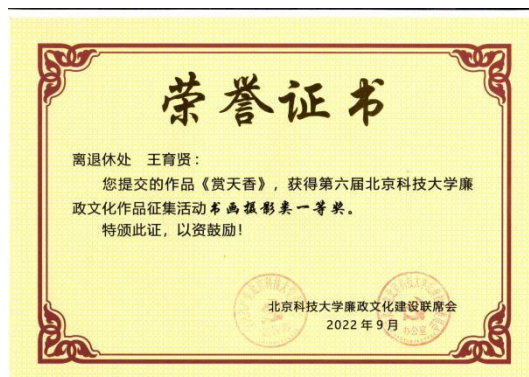 荣誉证书
离退休处 王育贤：
您提交的作品《赏天香》，获得第六届北京科技大学廉
政文化作品征集活动书画摄影类一等奖。
特颁此证，以资鼓励！
北京科技大学廉政文化建设联席会
2022年9月
办公室